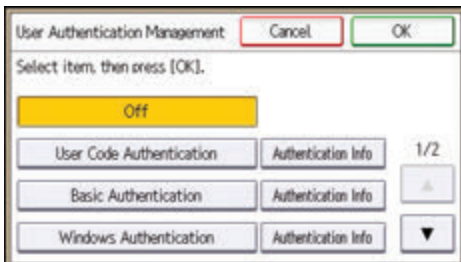 User Authentication Management Cancel OK
Select item, then press [OK].
Off
User Code Authentication Authentication Info 1/2
Basic Authentication Authentication Info
Windows Authentication Authentication Info